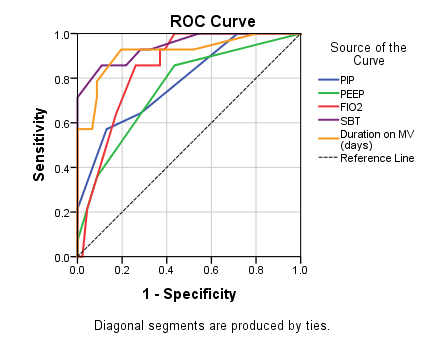 ROC Curve
Source of the
Curve
PIP
PEEP
FIO2
SBT
Duration on MV
(days)
Reference Line
Sensitivity
1.0
0.8
0.6
0.4
0.2
0.0
0.0 0.2 0.4 0.6 0.8 1.0
1 - Specificity
Diagonal segments are produced by ties.